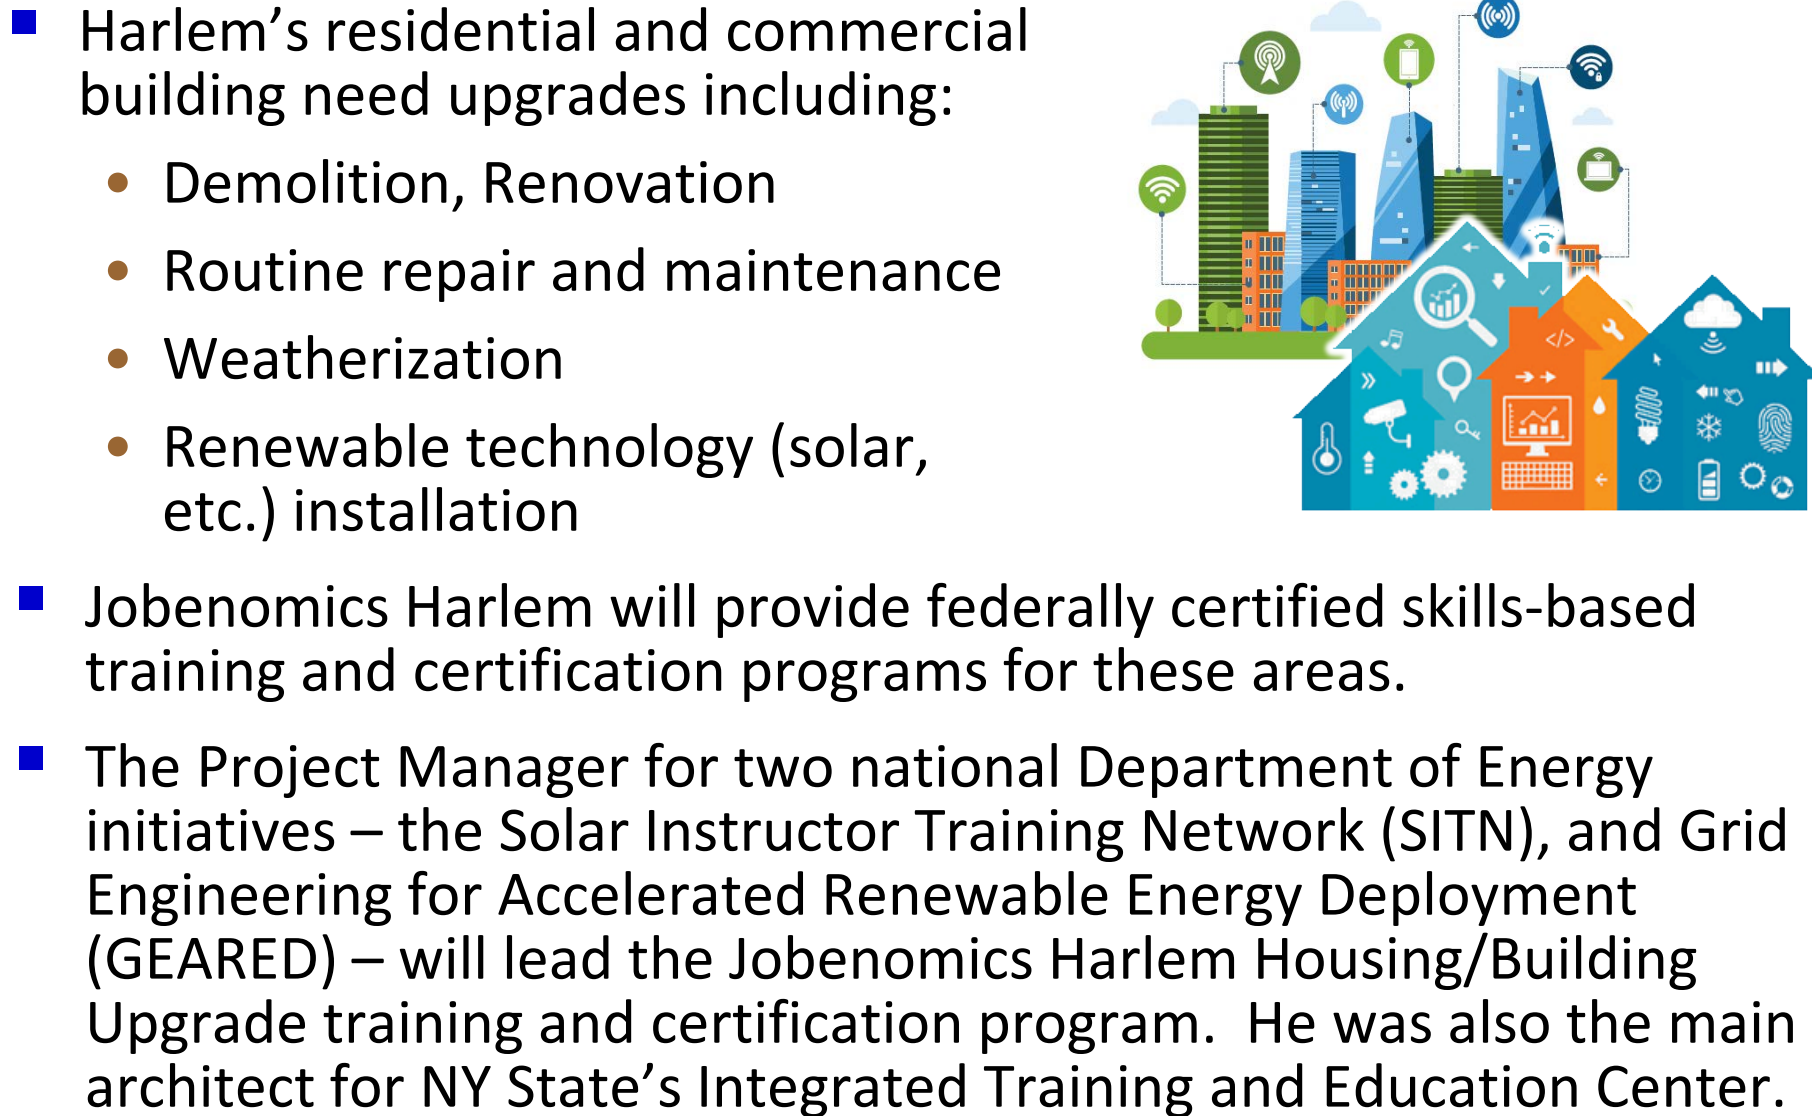 Harlem’s residential and commercial
building need upgrades including:
Demolition, Renovation
Routine repair and maintenance
Weatherization
Renewable technology (solar,
etc.) installation
</>
Jobenomics Harlem will provide federally certified skills-based
training and certification programs for these areas.
The Project Manager for two national Department of Energy
initiatives – the Solar Instructor Training Network (SITN), and Grid
Engineering for Accelerated Renewable Energy Deployment
(GEARED) – will lead the Jobenomics Harlem Housing/Building
Upgrade training and certification program.  He was also the main
architect for NY State’s Integrated Training and Education Center.